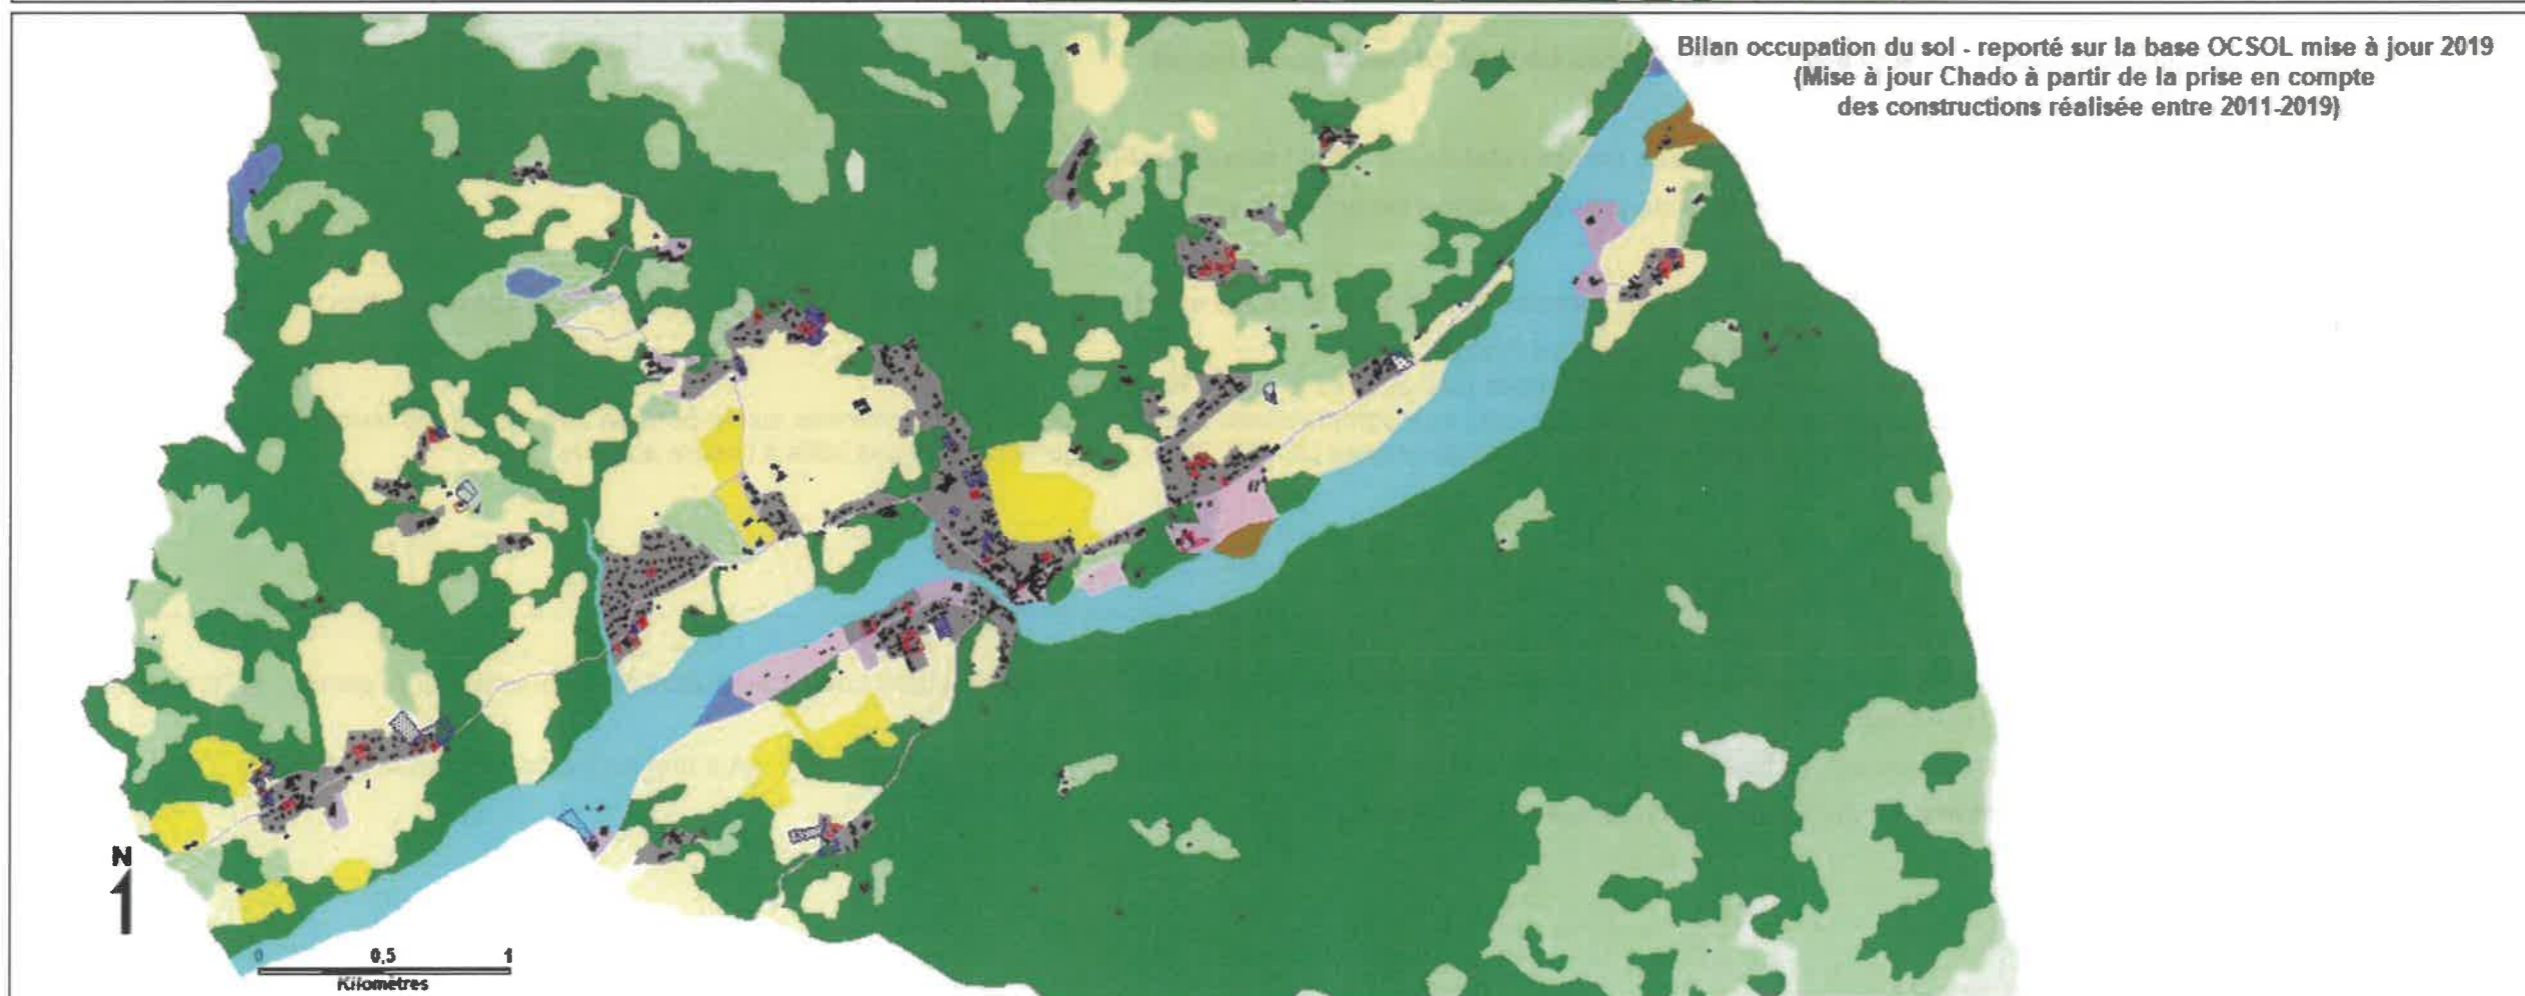 Bilan occupation du sol - reporté sur la base OCSOL mise à jour 2019
(Mise à jour Chado à partir de la prise en compte
des constructions réalisée entre 2011-2019)
N
0 0,5 1
Kilomètres